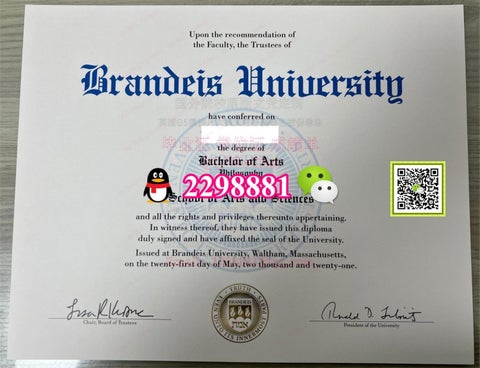 Upon the recommendation of
the Faculty, the Trustees of
Brandeis University
have conferred on
the degree of
Bachelor of Arts
Philosophy
2298881
School of Arts and Sciences
and all the rights and privileges thereunto appertaining.
In witness thereof, they have issued this diploma
duly signed and have affixed the seal of the University.
Issued at Brandeis University, Waltham, Massachusetts,
on the twenty-first day of May, two thousand and twenty-one.
BRANDEIS
Chair, Board of Trustees
President of the University